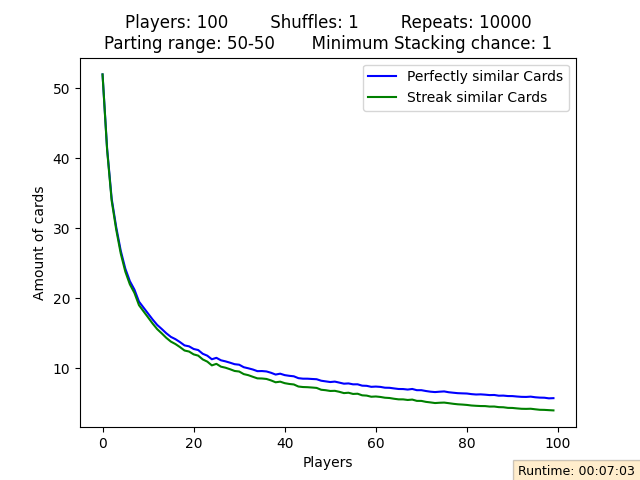 Players: 100 Shuffles: 1 Repeats: 10000
Parting range: 50-50 Minimum Stacking chance: 1
Perfectly similar Cards
Streak similar Cards
Amount of cards
50
40
30
20
10
0 20 40 60 80 100
Players
Runtime: 00:07:03